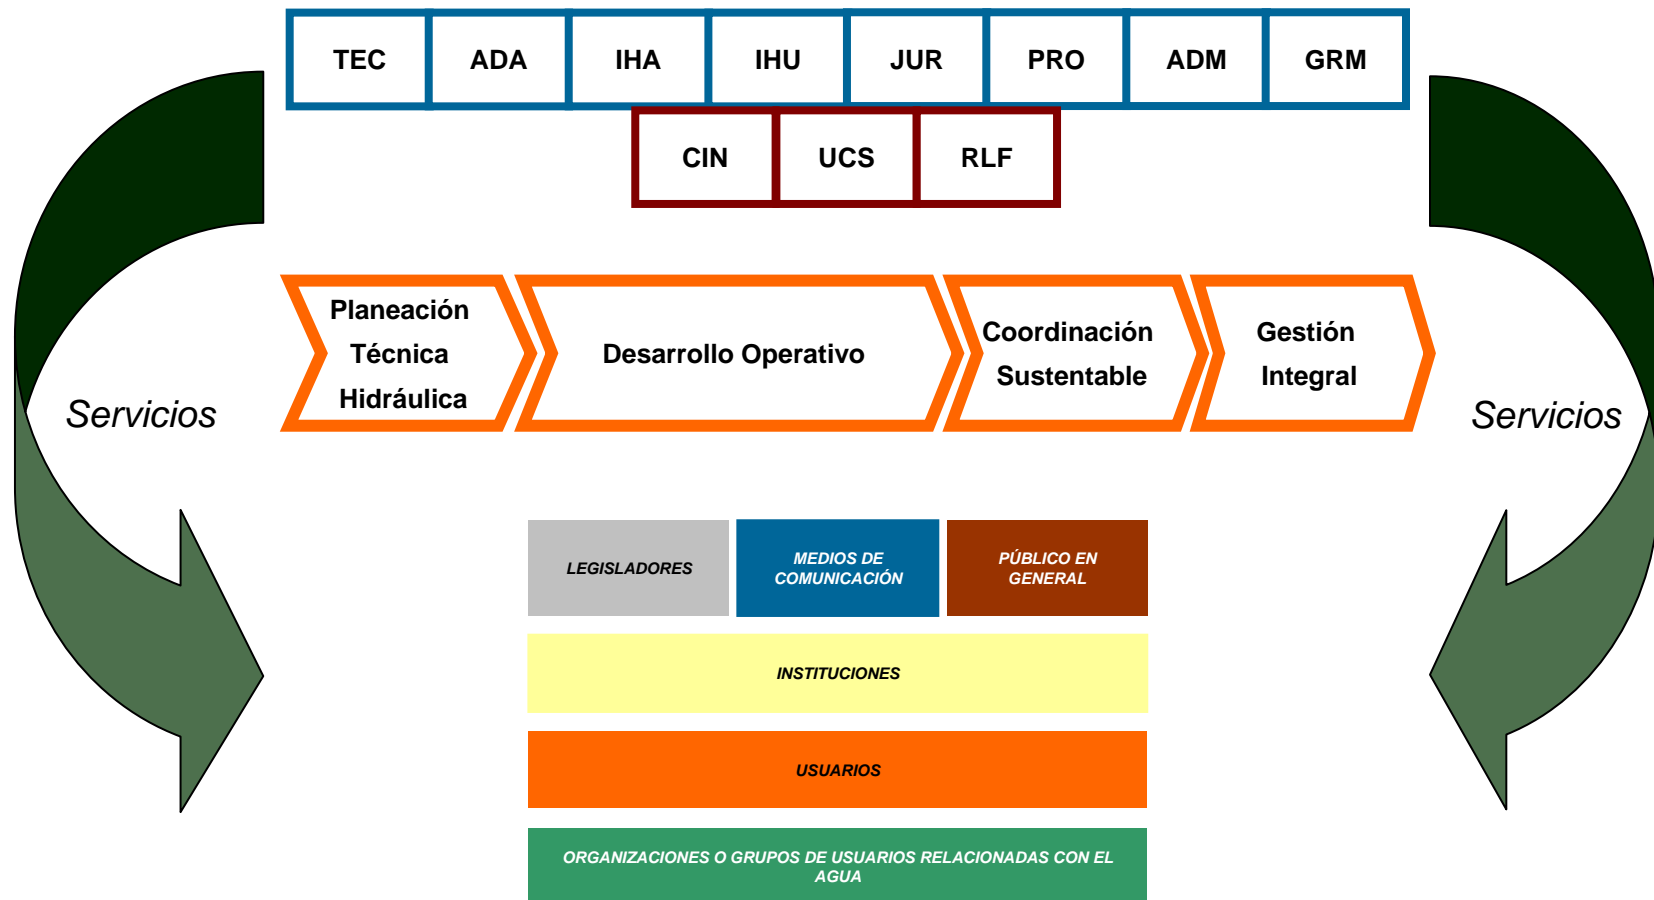 TEC ADA IHA IHU JUR PRO ADM GRM
CIN UCS RLF
Planeación
Técnica
Hidráulica
Desarrollo Operativo
Coordinación
Sustentable
Gestión
Integral
Servicios
Servicios
LEGISLADORES
MEDIOS DE
COMUNICACIÓN
PÚBLICO EN
GENERAL
INSTITUCIONES
USUARIOS
ORGANIZACIONES O GRUPOS DE USUARIOS RELACIONADAS CON EL
AGUA